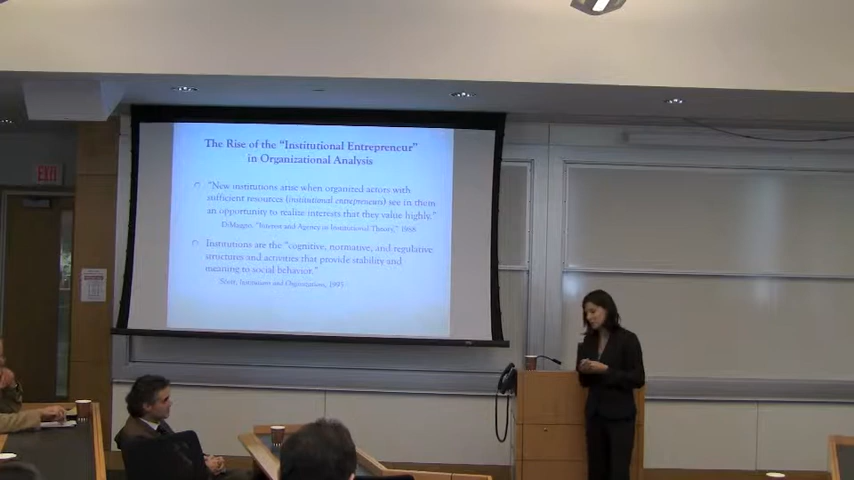 The Rise of the "Institutional Entrepreneur"
in Organizational Analysis
"New institutions arise when organized actors with
sufficient resources (institutional entrepreneurs) see in them
an opportunity to realize interests that they value highly."
DiMaggio, "Interest and Agency in Institutional Theory," 1988
Institutions are the "cognitive, normative, and regulative
structures and activities that provide stability and
meaning to social behavior."
Scott, Institutions and Organizations, 1995
EXIT